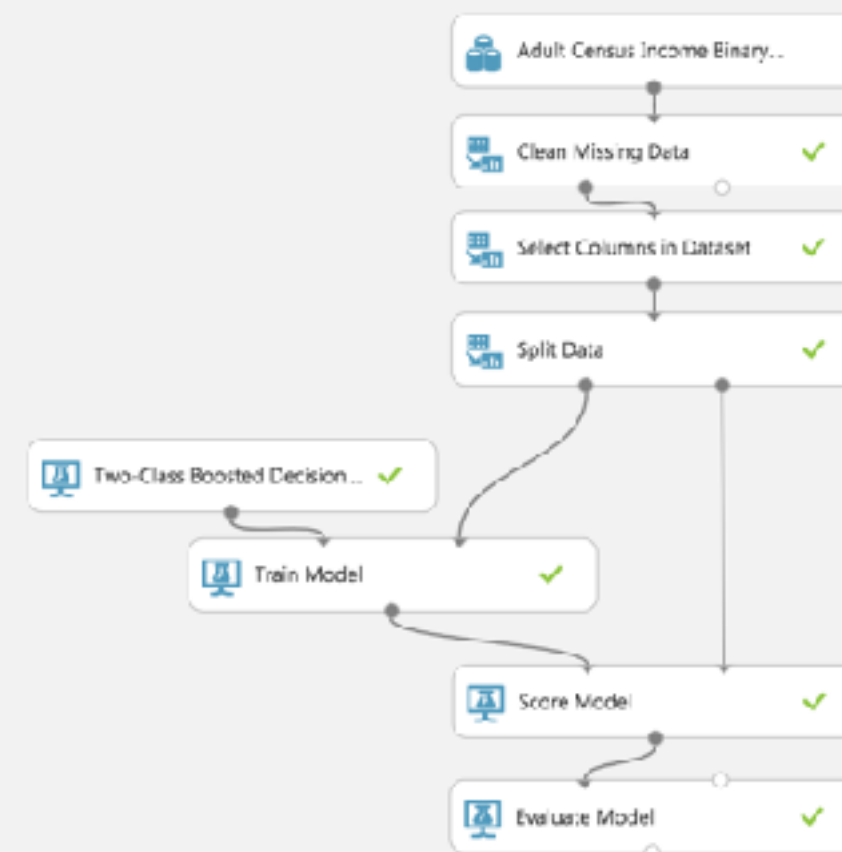 Adult Census Income Binary...
Clean Missing Data
Select Columns in Dataset
Split Data
Two-Class Boosted Decision...
Train Model
Score Model
Evaluate Model